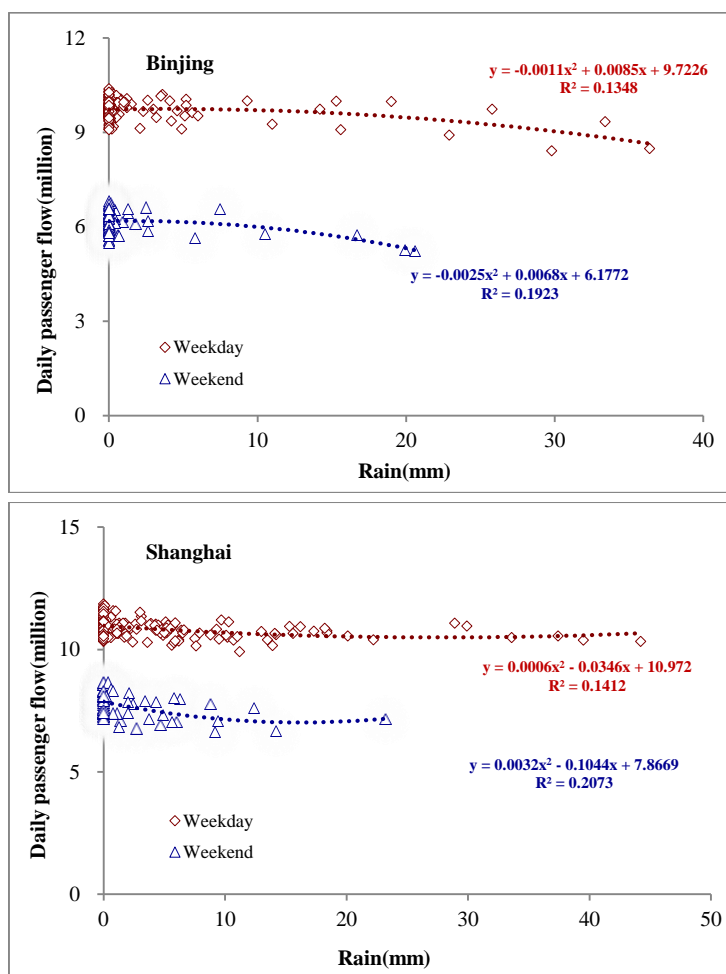 12
Binjing
y = -0.0011x² + 0.0085x + 9.7226
R² = 0.1348
9
6
y = -0.0025x² + 0.0068x + 6.1772
R² = 0.1923
3
Weekday
Weekend
0
0 10 20 30 40
Rain(mm)
Daily passenger flow(million)
15
Shanghai
10
y = 0.0006x² - 0.0346x + 10.972
R² = 0.1412
5
y = 0.0032x² - 0.1044x + 7.8669
R² = 0.2073
Weekday
Weekend
0
0 10 20 30 40 50
Rain(mm)
Daily passenger flow(million)